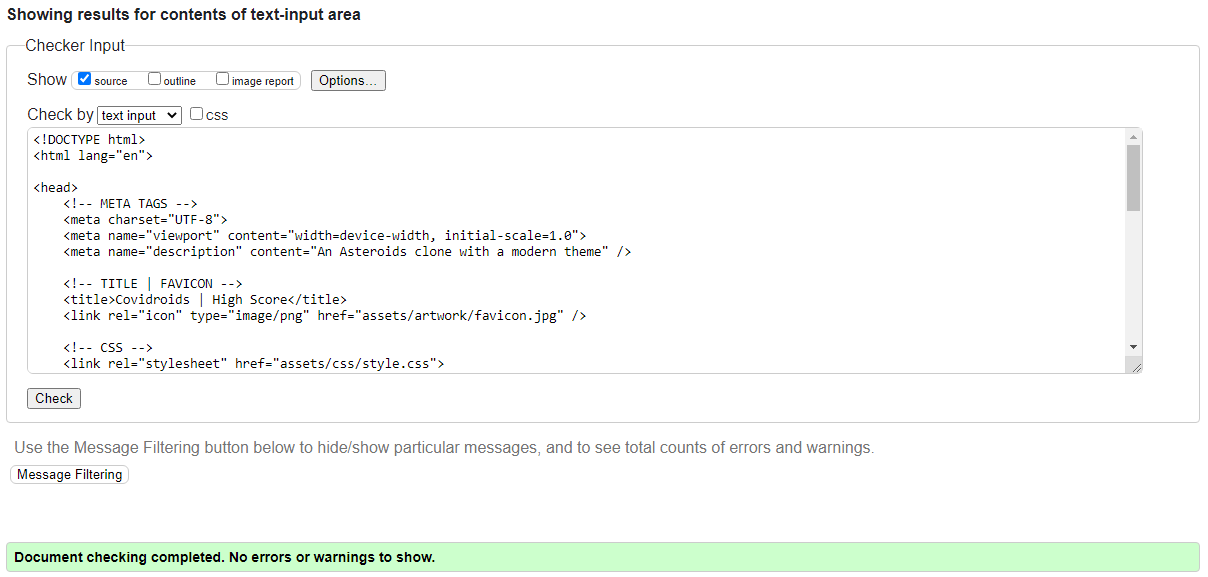 Showing results for contents of text-input area
Checker Input
Show source outline image report Options...
Check by text input css
<!DOCTYPE html>
<html lang="en">
<head>
<!-- META TAGS -->
<meta charset="UTF-8">
<meta name="viewport" content="width=device-width, initial-scale=1.0">
<meta name="description" content="An Asteroids clone with a modern theme" />
<!-- TITLE | FAVICON -->
<title>Covidroids | High Score</title>
<link rel="icon" type="image/png" href="assets/artwork/favicon.jpg" />
<!-- CSS -->
<link rel="stylesheet" href="assets/css/style.css">
Check
Use the Message Filtering button below to hide/show particular messages, and to see total counts of errors and warnings.
Message Filtering
Document checking completed. No errors or warnings to show.